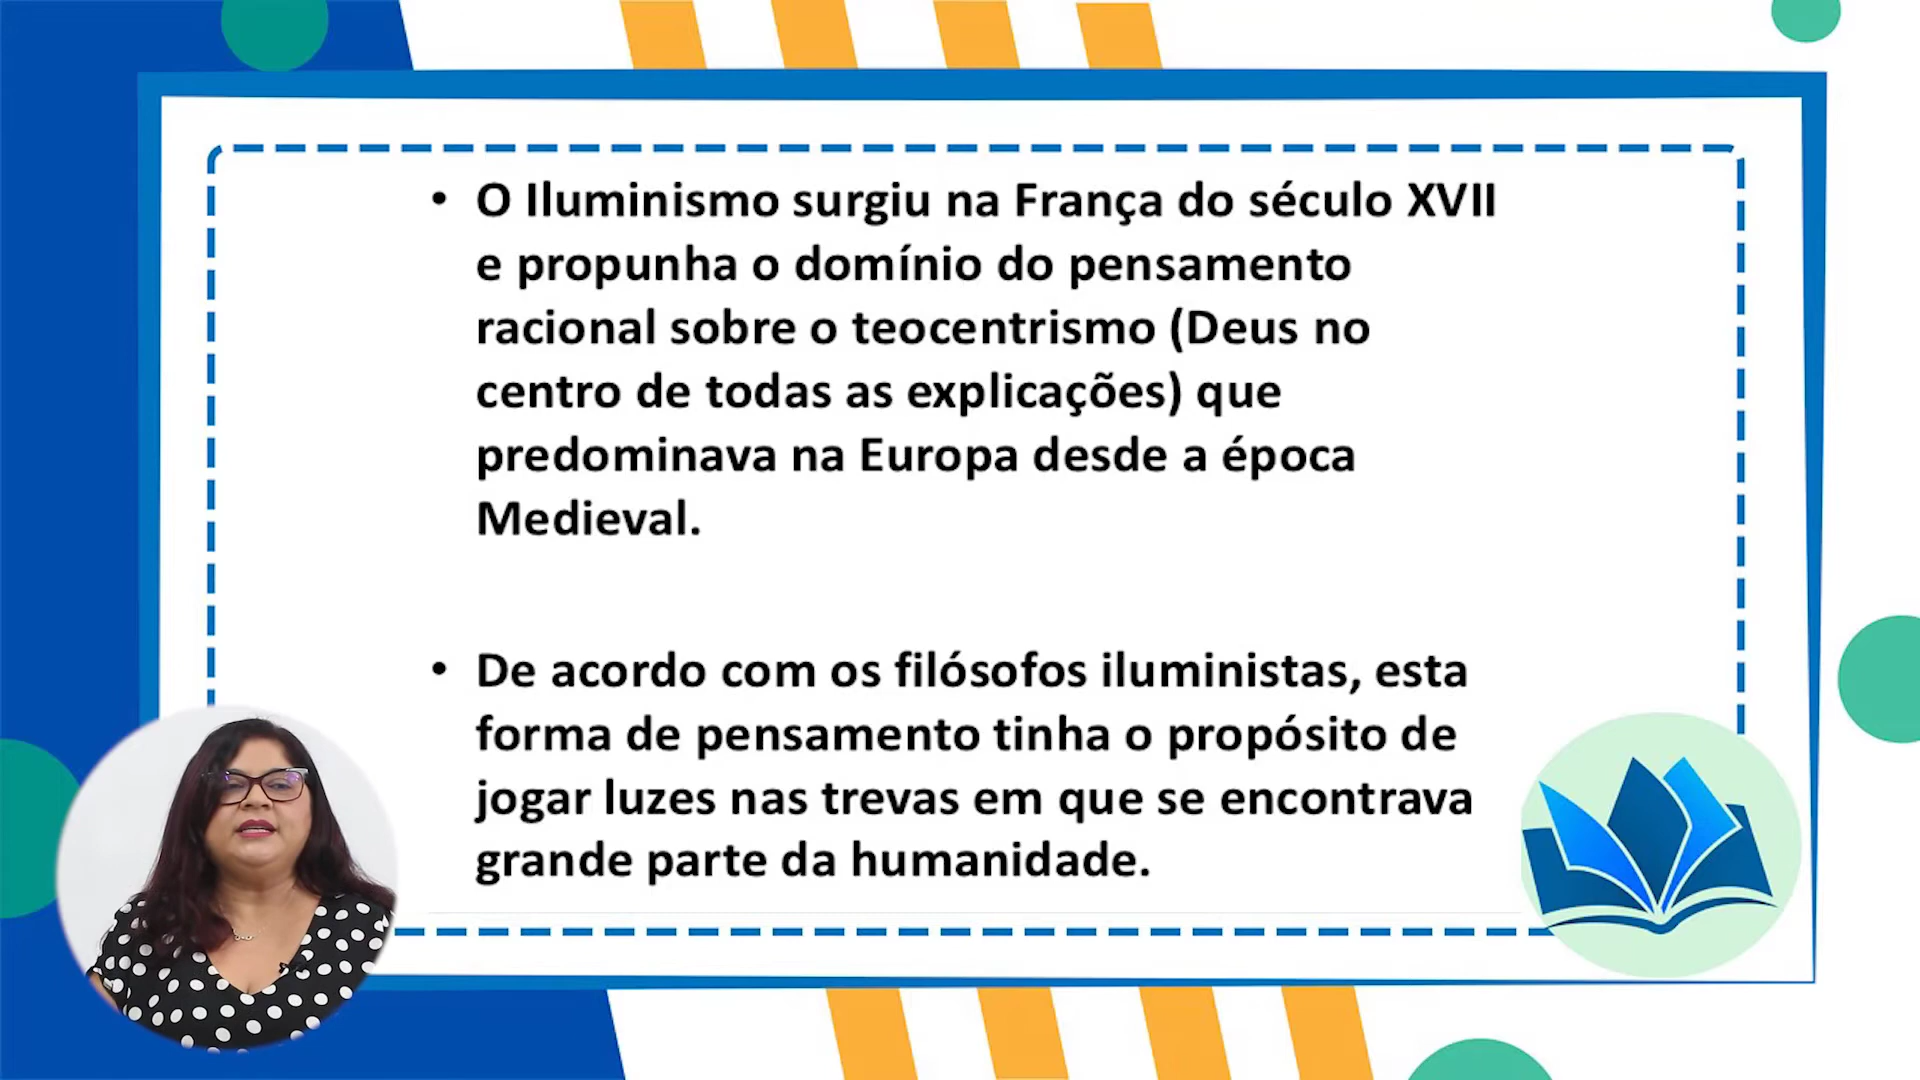 • O Iluminismo surgiu na França do século XVII
e propunha o domínio do pensamento
racional sobre o teocentrismo (Deus no
centro de todas as explicações) que
predominava na Europa desde a época
Medieval.
• De acordo com os filósofos iluministas, esta
forma de pensamento tinha o propósito de
jogar luzes nas trevas em que se encontrava
grande parte da humanidade.